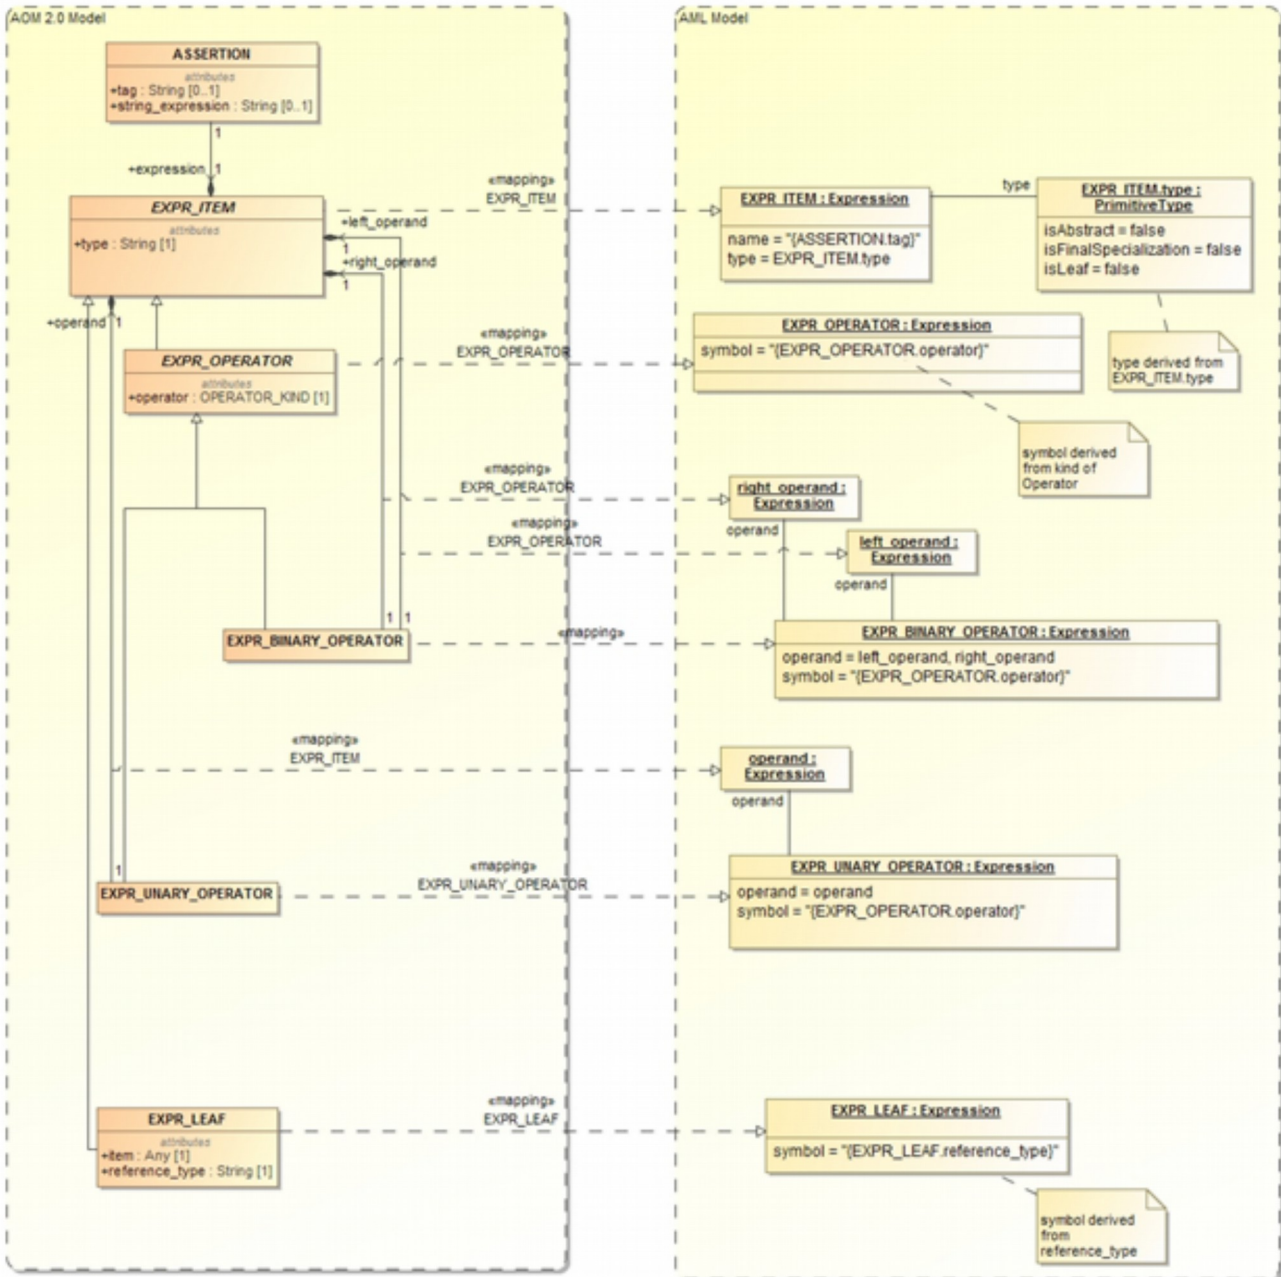 AOM 2.0 Model
ASSERTION
attributes
+tag : String [0..1]
+string_expression : String [0..1]
1
+expression 1
EXPR_ITEM
attributes
+type : String [1]
+left_operand
1
+right_operand
1
+operand 1
EXPR_OPERATOR
attributes
+operator : OPERATOR_KIND [1]
1 1
EXPR_BINARY_OPERATOR
1
EXPR_UNARY_OPERATOR
EXPR_LEAF
attributes
+item : Any [1]
+reference_type : String [1]
«mapping»
EXPR_ITEM
«mapping»
EXPR_OPERATOR
«mapping»
EXPR_OPERATOR
«mapping»
EXPR_OPERATOR
«mapping»
«mapping»
EXPR_ITEM
«mapping»
EXPR_UNARY_OPERATOR
«mapping»
EXPR_LEAF
AML Model
EXPR_ITEM : Expression
name = "{ASSERTION.tag}"
type = EXPR_ITEM.type
type
EXPR_ITEM.type :
PrimitiveType
isAbstract = false
isFinalSpecialization = false
isLeaf = false
type derived from
EXPR_ITEM.type
EXPR_OPERATOR : Expression
symbol = "{EXPR_OPERATOR.operator}"
symbol derived
from kind of
Operator
right_operand :
Expression
operand
left_operand :
Expression
operand
EXPR_BINARY_OPERATOR : Expression
operand = left_operand, right_operand
symbol = "{EXPR_OPERATOR.operator}"
operand :
Expression
operand
EXPR_UNARY_OPERATOR : Expression
operand = operand
symbol = "{EXPR_OPERATOR.operator}"
EXPR_LEAF : Expression
symbol = "{EXPR_LEAF.reference_type}"
symbol derived
from
reference_type